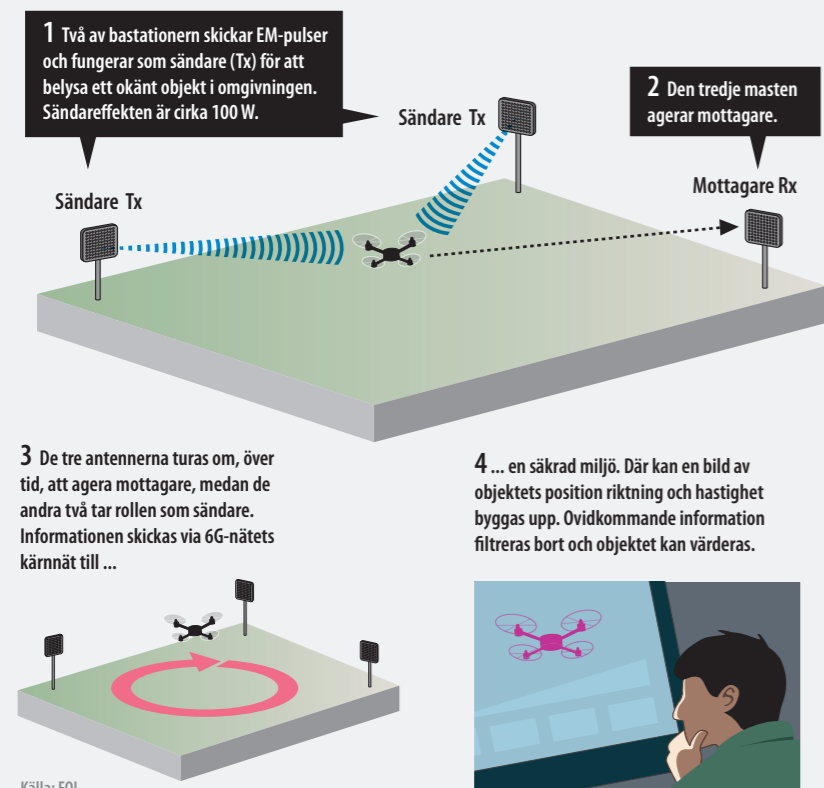 1 Två av bastationern skickar EM-pulser
och fungerar som sändare (Tx) för att
belysa ett okänt objekt i omgivningen.
Sändareffekten är cirka 100 W.
Sändare Tx
2 Den tredje masten
agerar mottagare.
Sändare Tx
Mottagare Rx
3 De tre antennerna turas om, över
tid, att agera mottagare, medan de
andra två tar rollen som sändare.
Informationen skickas via 6G-nätets
kärnnät till ...
4 ... en säkrad miljö. Där kan en bild av
objektets position riktning och hastighet
byggas upp. Ovidkommande information
filtreras bort och objektet kan värderas.
Källa: FOI